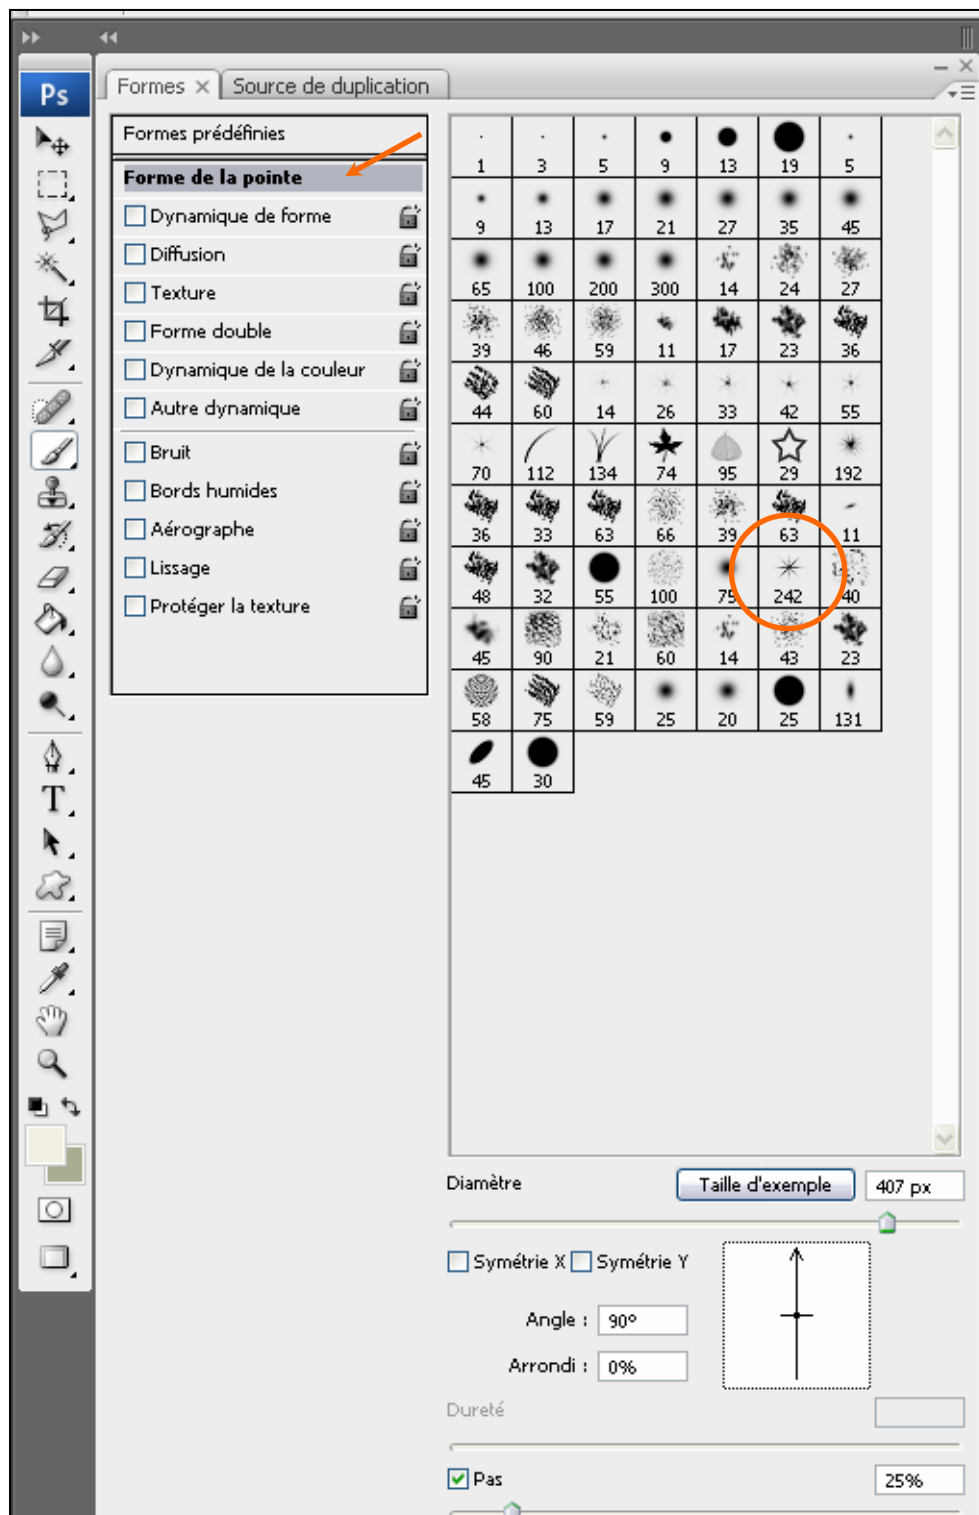 Ps
Formes × Source de duplication
Formes prédéfinies
Forme de la pointe
Dynamique de forme
Diffusion
Texture
Forme double
Dynamique de la couleur
Autre dynamique
Bruit
Bords humides
Aérographe
Lissage
Protéger la texture
1 3 5 9 13 19 5
9 13 17 21 27 35 45
65 100 200 300 14 24 27
39 46 59 11 17 23 36
44 60 14 26 33 42 55
70 112 134 74 95 29 192
36 33 63 66 39 63 11
48 32 55 100 75 242 40
45 90 21 60 14 43 23
58 75 59 25 20 25 131
45 30
Diamètre Taille d'exemple 407 px
Symétrie X Symétrie Y
Angle : 90°
Arrondi : 0%
Dureté
Pas 25%